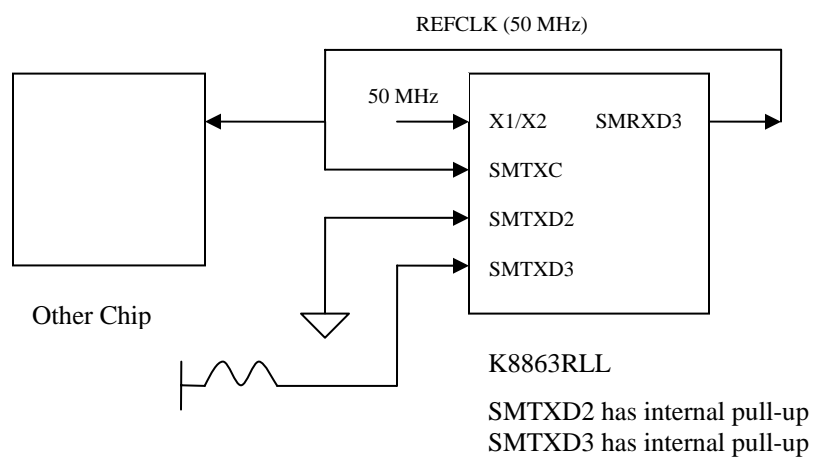 REFCLK (50 MHz)
50 MHz
X1/X2 SMRXD3
SMTXC
SMTXD2
SMTXD3
Other Chip
K8863RLL
SMTXD2 has internal pull-up
SMTXD3 has internal pull-up